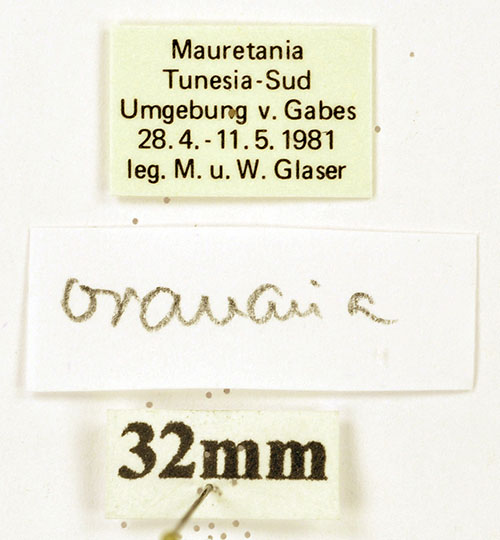 Mauretania
Tunesia-Sud
Umgebung v. Gabes
28. 4. - 11. 5. 1981
leg. M. u. W. Glaser
oranaria
32mm